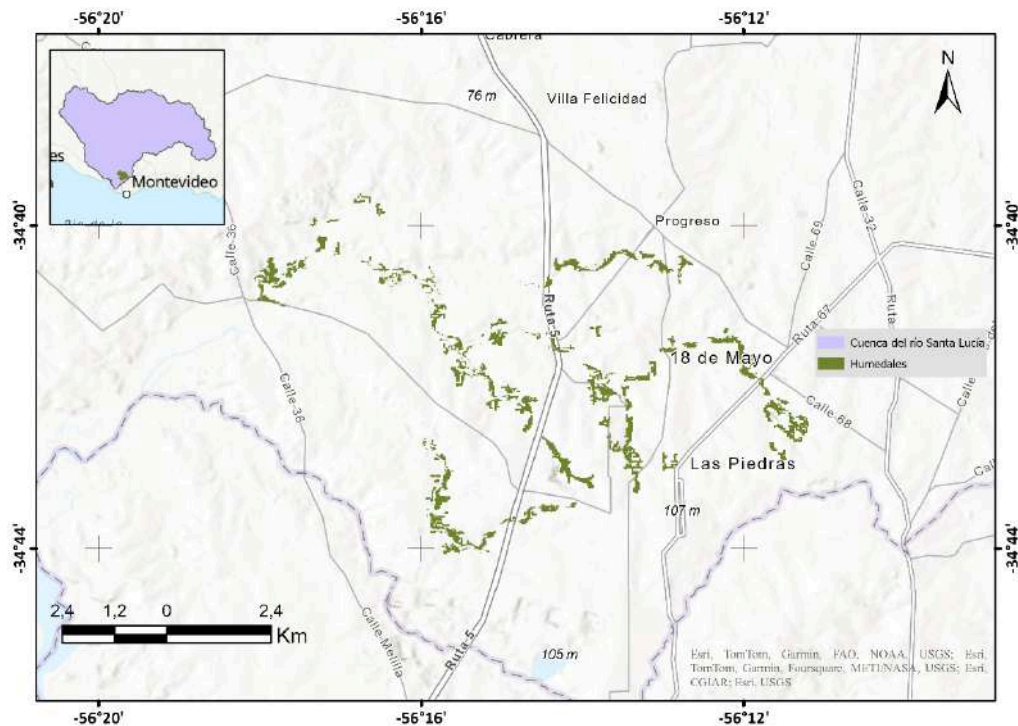 -56°20' -56°16' -56°12'
Cabrera
N
76 m
Villa Felicidad
Montevideo
-34°40'
-34°40'
Progreso
Calle-36
Calle-69
Calle-32
Ruta-5
Ruta-67
Cuenca del río Santa Lucía
Humedales
18 de Mayo
Calle-36
Calle-68
Las Piedras
107 m
-34°44'
-34°44'
2,4 1,2 0 2,4
Km
Calle-Melilla
Ruta-5
105 m
Esri, TomTom, Garmin, FAO, NOAA, USGS; Esri,
TomTom, Garmin, Foursquare, METI/NASA, USGS; Esri,
CGIAR; Esri, USGS
-56°20' -56°16' -56°12'